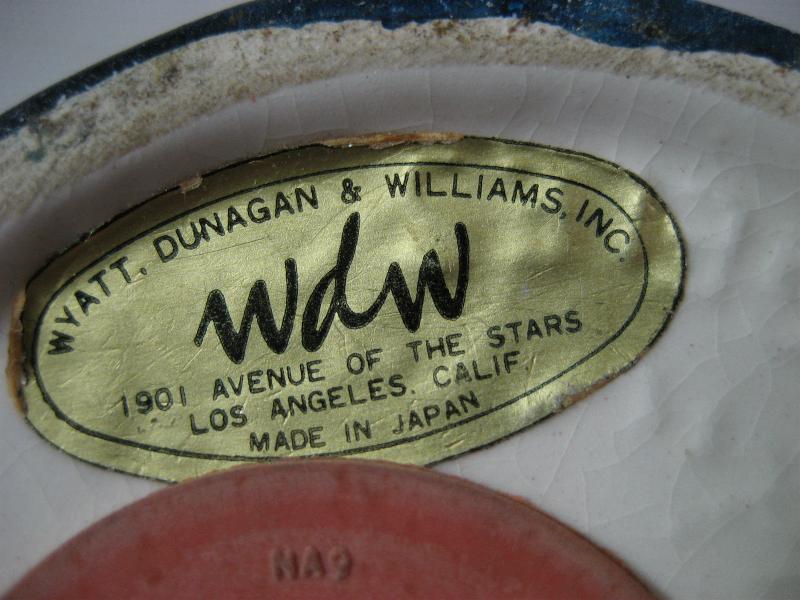 WYATT, DUNAGAN & WILLIAMS, INC.
wdw
1901 AVENUE OF THE STARS
LOS ANGELES, CALIF.
MADE IN JAPAN
NA9